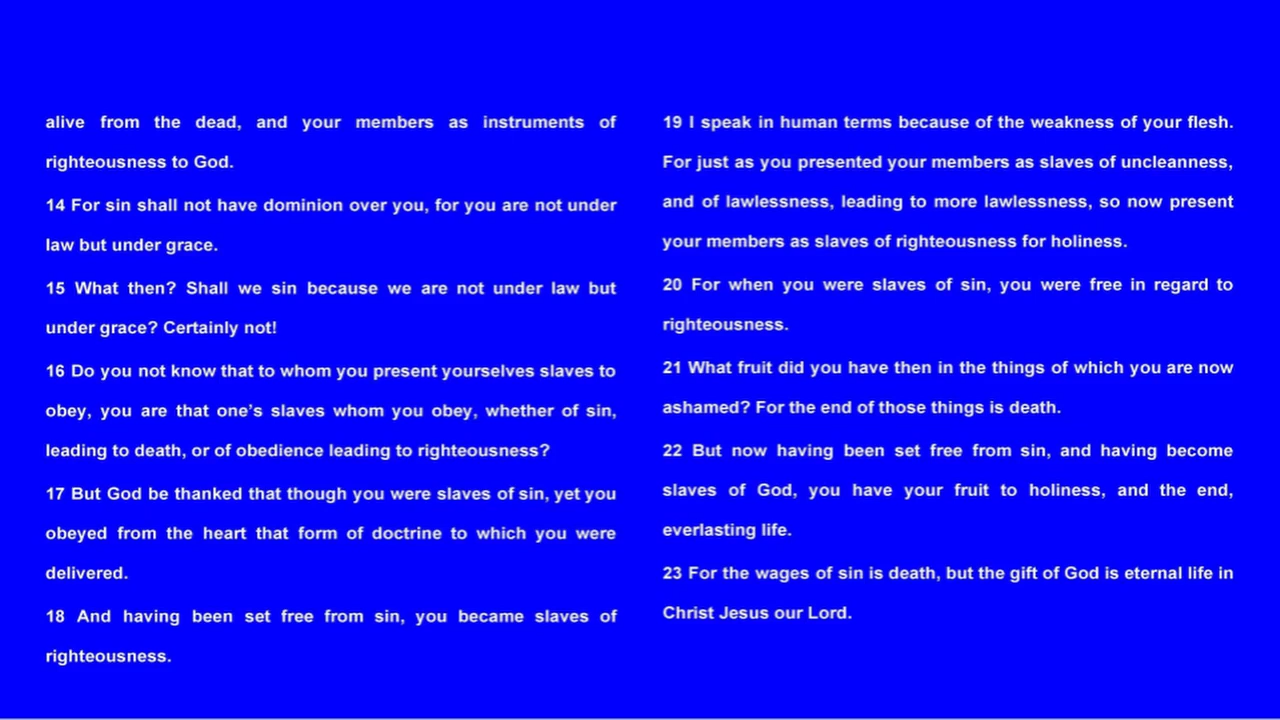 alive from the dead, and your members as instruments of
righteousness to God.
14 For sin shall not have dominion over you, for you are not under
law but under grace.
15 What then? Shall we sin because we are not under law but
under grace? Certainly not!
16 Do you not know that to whom you present yourselves slaves to
obey, you are that one’s slaves whom you obey, whether of sin,
leading to death, or of obedience leading to righteousness?
17 But God be thanked that though you were slaves of sin, yet you
obeyed from the heart that form of doctrine to which you were
delivered.
18 And having been set free from sin, you became slaves of
righteousness.
19 I speak in human terms because of the weakness of your flesh.
For just as you presented your members as slaves of uncleanness,
and of lawlessness, leading to more lawlessness, so now present
your members as slaves of righteousness for holiness.
20 For when you were slaves of sin, you were free in regard to
righteousness.
21 What fruit did you have then in the things of which you are now
ashamed? For the end of those things is death.
22 But now having been set free from sin, and having become
slaves of God, you have your fruit to holiness, and the end,
everlasting life.
23 For the wages of sin is death, but the gift of God is eternal life in
Christ Jesus our Lord.